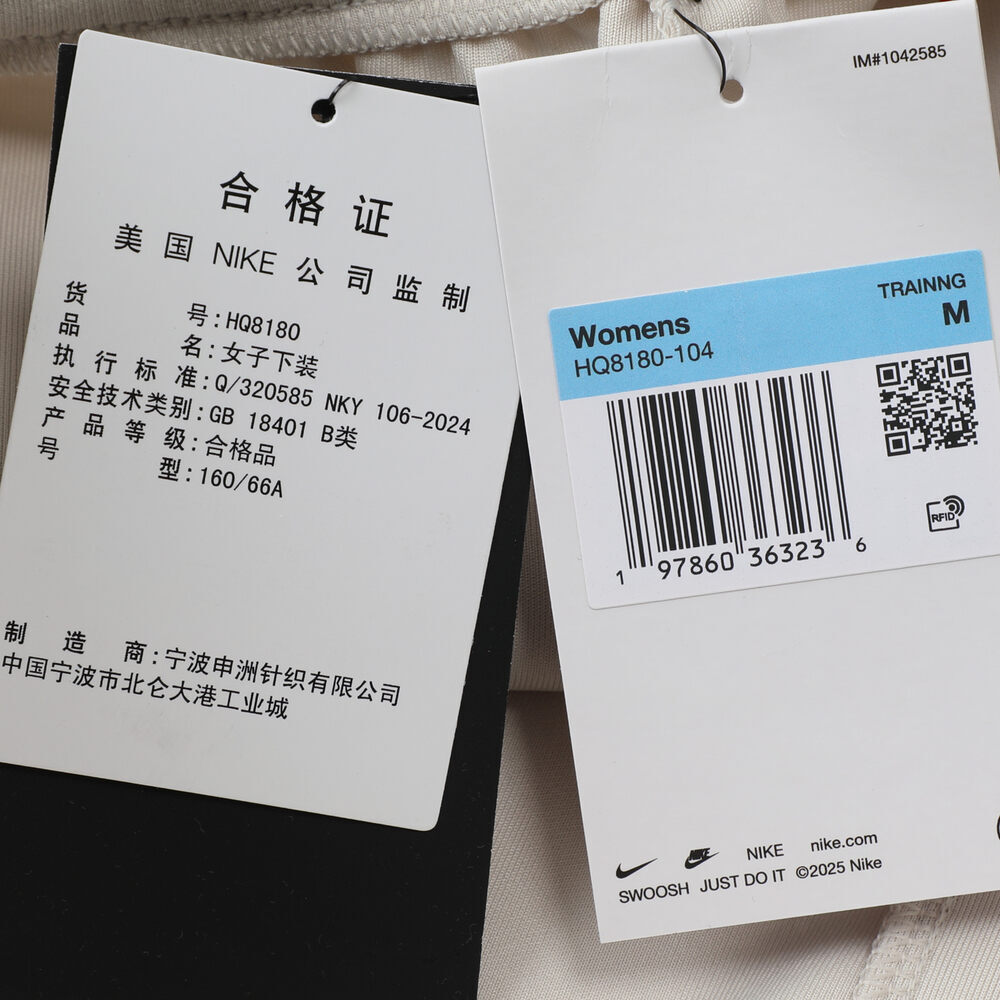 合格证
美国 NIKE 公司监制
货号:HQ8180
品名:女子下装
执行标准:Q/320585 NKY 106-2024
安全技术类别:GB 18401 B类
产品等级:合格品
号型:160/66A
制造商:宁波申洲针织有限公司
中国宁波市北仑大港工业城
IM#1042585
TRAINNG
Womens M
HQ8180-104
RFID
1 97860 36323 6
NIKE nike.com
SWOOSH JUST DO IT ©2025 Nike